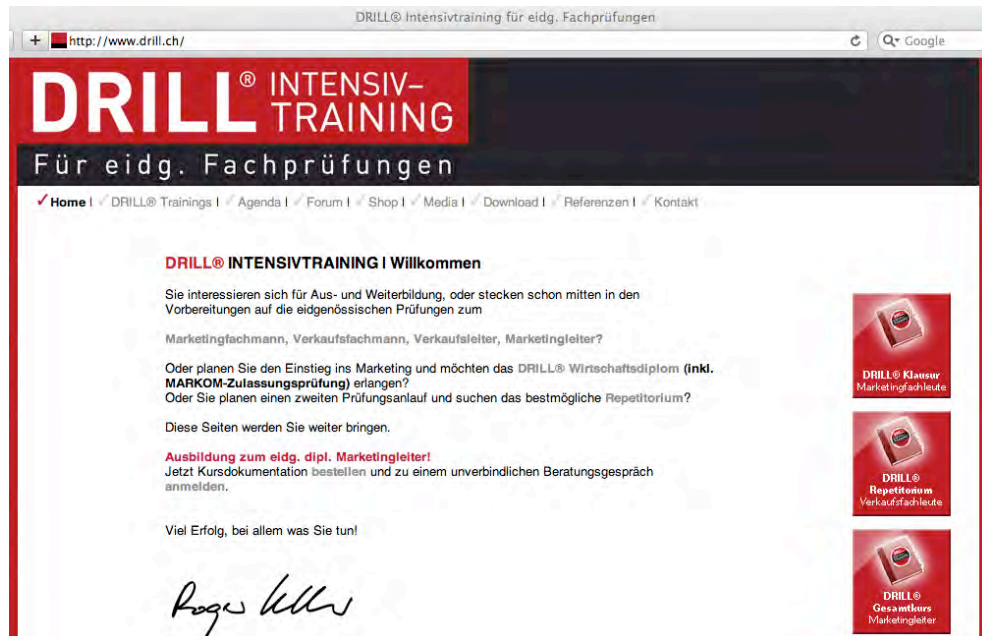 DRILL® Intensivtraining für eidg. Fachprüfungen
+ http://www.drill.ch/ Google
DRILL® INTENSIV-
TRAINING
Für eidg. Fachprüfungen
Home | DRILL® Trainings | Agenda | Forum | Shop | Media | Download | Referenzen | Kontakt
DRILL® INTENSIVTRAINING | Willkommen
Sie interessieren sich für Aus- und Weiterbildung, oder stecken schon mitten in den
Vorbereitungen auf die eidgenössischen Prüfungen zum
Marketingfachmann, Verkaufsfachmann, Verkaufsleiter, Marketingleiter?
Oder planen Sie den Einstieg ins Marketing und möchten das DRILL® Wirtschaftsdiplom (inkl.
MARKOM-Zulassungsprüfung) erlangen?
Oder Sie planen einen zweiten Prüfungsanlauf und suchen das bestmögliche Repetitorium?
Diese Seiten werden Sie weiter bringen.
Ausbildung zum eidg. dipl. Marketingleiter!
Jetzt Kursdokumentation bestellen und zu einem unverbindlichen Beratungsgespräch
anmelden.
Viel Erfolg, bei allem was Sie tun!
Roger
DRILL® Klausur
Marketingfachleute
DRILL®
Repetitorium
Verkaufsfachleute
DRILL®
Gesamtkurs
Marketingleiter